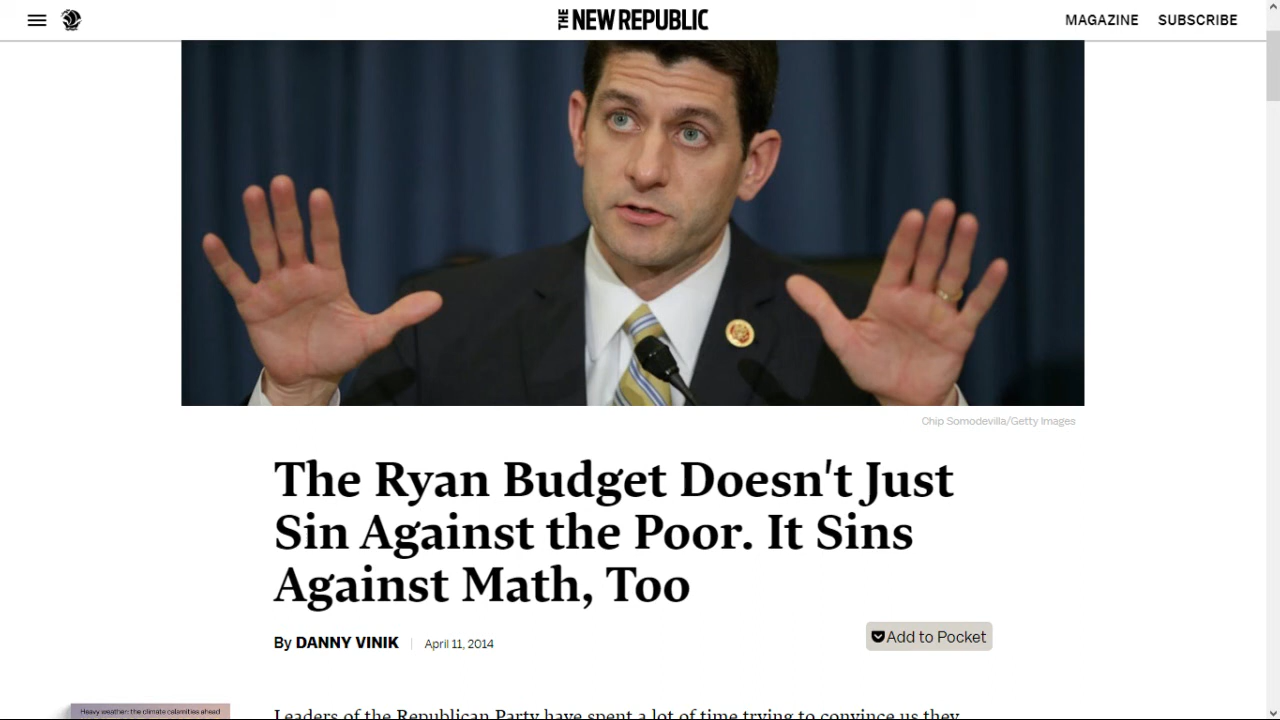 THE NEW REPUBLIC
MAGAZINE SUBSCRIBE
Chip Somodevilla/Getty Images
The Ryan Budget Doesn't Just
Sin Against the Poor. It Sins
Against Math, Too
By DANNY VINIK April 11, 2014
Add to Pocket
Heavy weather: the climate calamities ahead
Leaders of the Republican Party have spent a lot of time trying to convince us they